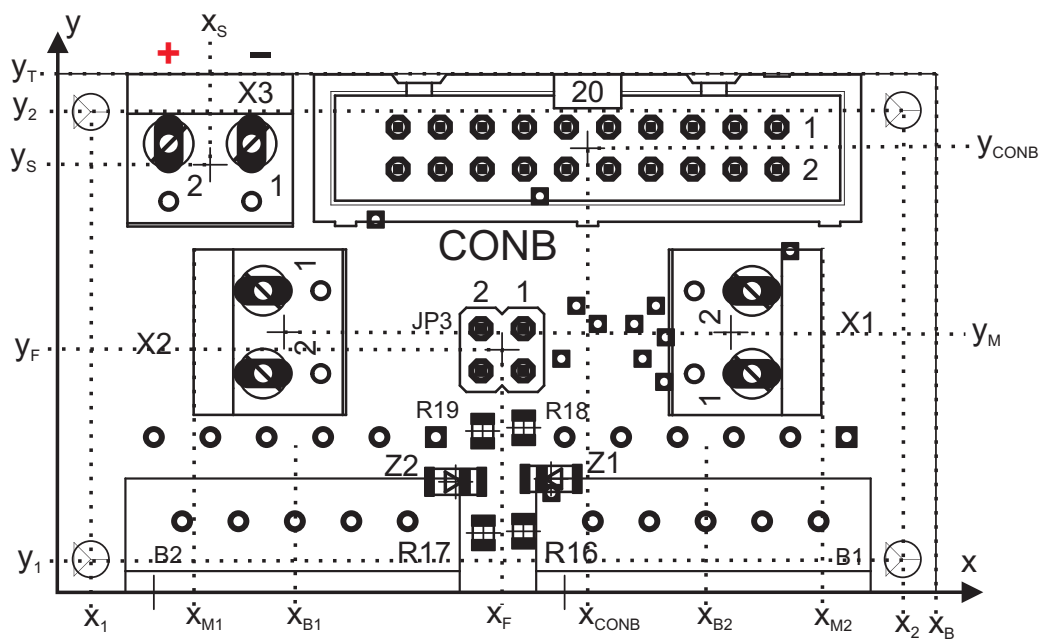 y
x_S
+ −
y_T
X3
20
y_2
1
y_CONB
y_S
2 1
2
CONB
1
2 1
JP3
2
X1
y_M
X2
2
y_F
1
R19
R18
Z2
Z1
R17
R16
B2
B1
y_1
x
x_1
x_M1
x_B1
x_F
x_CONB
x_B2
x_M2
x_2
x_B